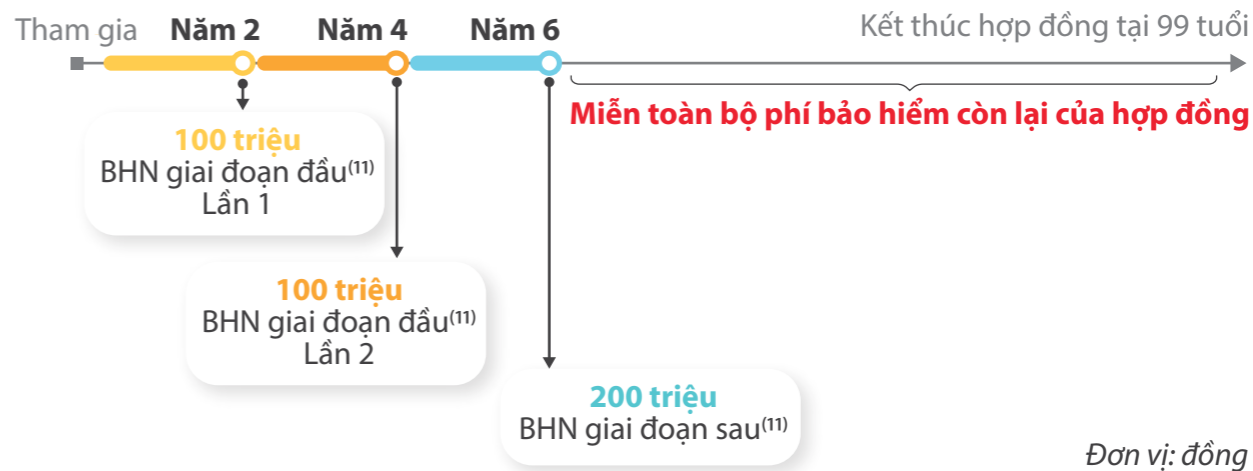 Tham gia Năm 2 Năm 4 Năm 6 Kết thúc hợp đồng tại 99 tuổi
Miễn toàn bộ phí bảo hiểm còn lại của hợp đồng
100 triệu
BHN giai đoạn đầu(11)
Lần 1
100 triệu
BHN giai đoạn đầu(11)
Lần 2
200 triệu
BHN giai đoạn sau(11)
Đơn vị: đồng